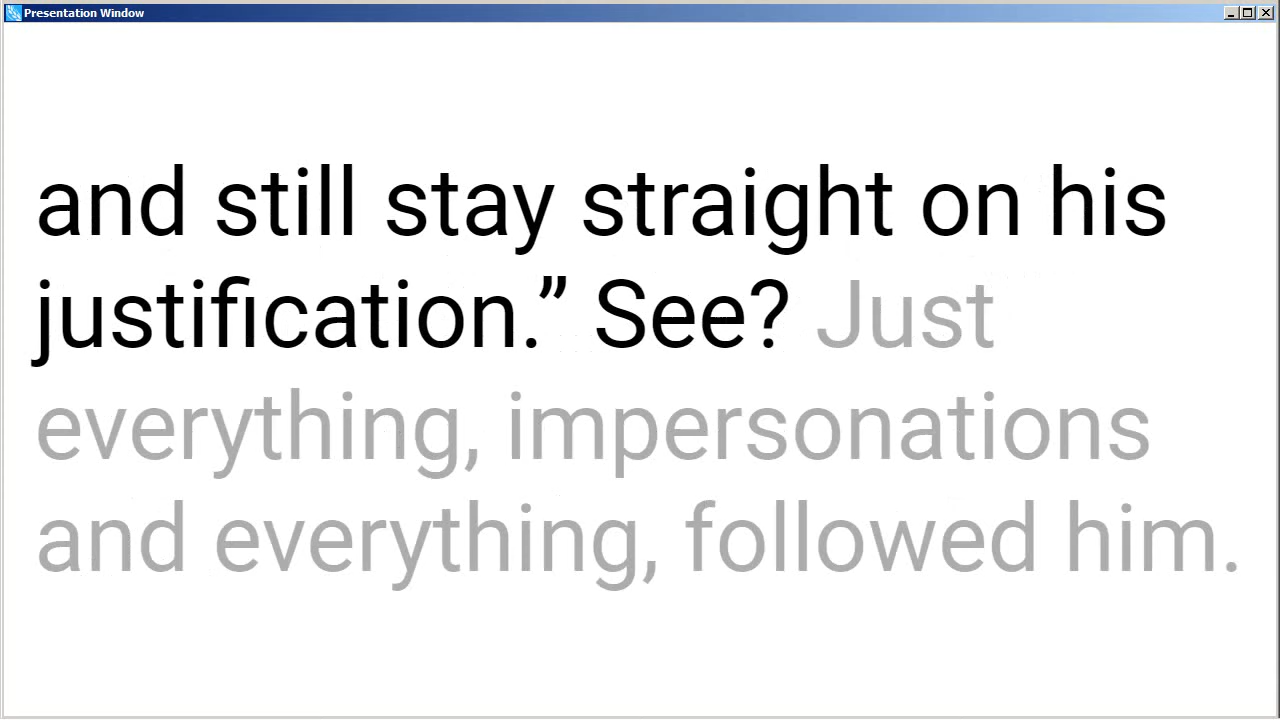 Presentation Window
and still stay straight on his
justification.” See? Just
everything, impersonations
and everything, followed him.